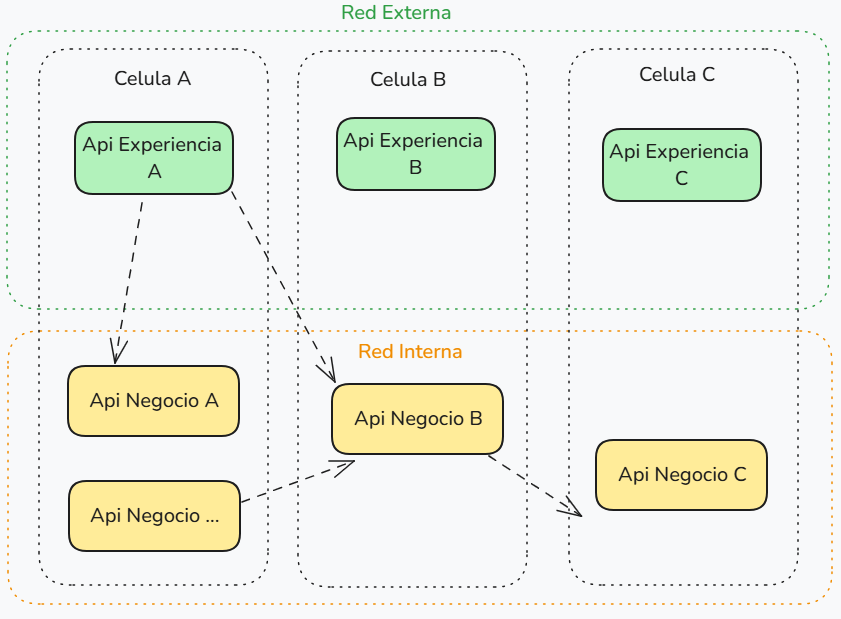 Red Externa
Celula A
Celula B
Celula C
Api Experiencia
A
Api Experiencia
B
Api Experiencia
C
Red Interna
Api Negocio A
Api Negocio B
Api Negocio C
Api Negocio ...